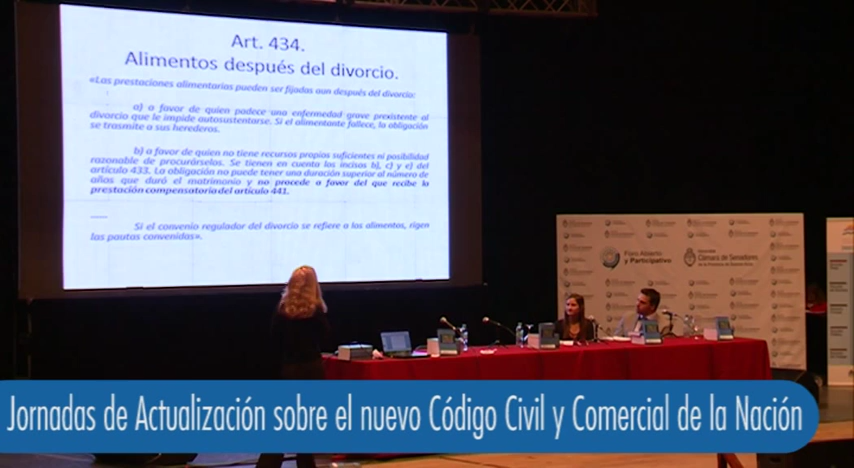 Art. 434.
Alimentos después del divorcio.
«Las prestaciones alimentarias pueden ser fijadas aun después del divorcio:
a) a favor de quien padece una enfermedad grave prexistente al
divorcio que le impide autosustentarse. Si el alimentante fallece, la obligación
se trasmite a sus herederos.
b) a favor de quien no tiene recursos propios suficientes ni posibilidad
razonable de procurárselos. Se tienen en cuenta los incisos b), c) y e) del
artículo 433. La obligación no puede tener una duración superior al número de
años que duró el matrimonio y no procede a favor del que recibe la
prestación compensatoria del artículo 441.
......
Si el convenio regulador del divorcio se refiere a los alimentos, rigen
las pautas convenidas».
Foro Abierto
y Participativo
Cámara de Senadores
Jornadas de Actualización sobre el nuevo Código Civil y Comercial de la Nación